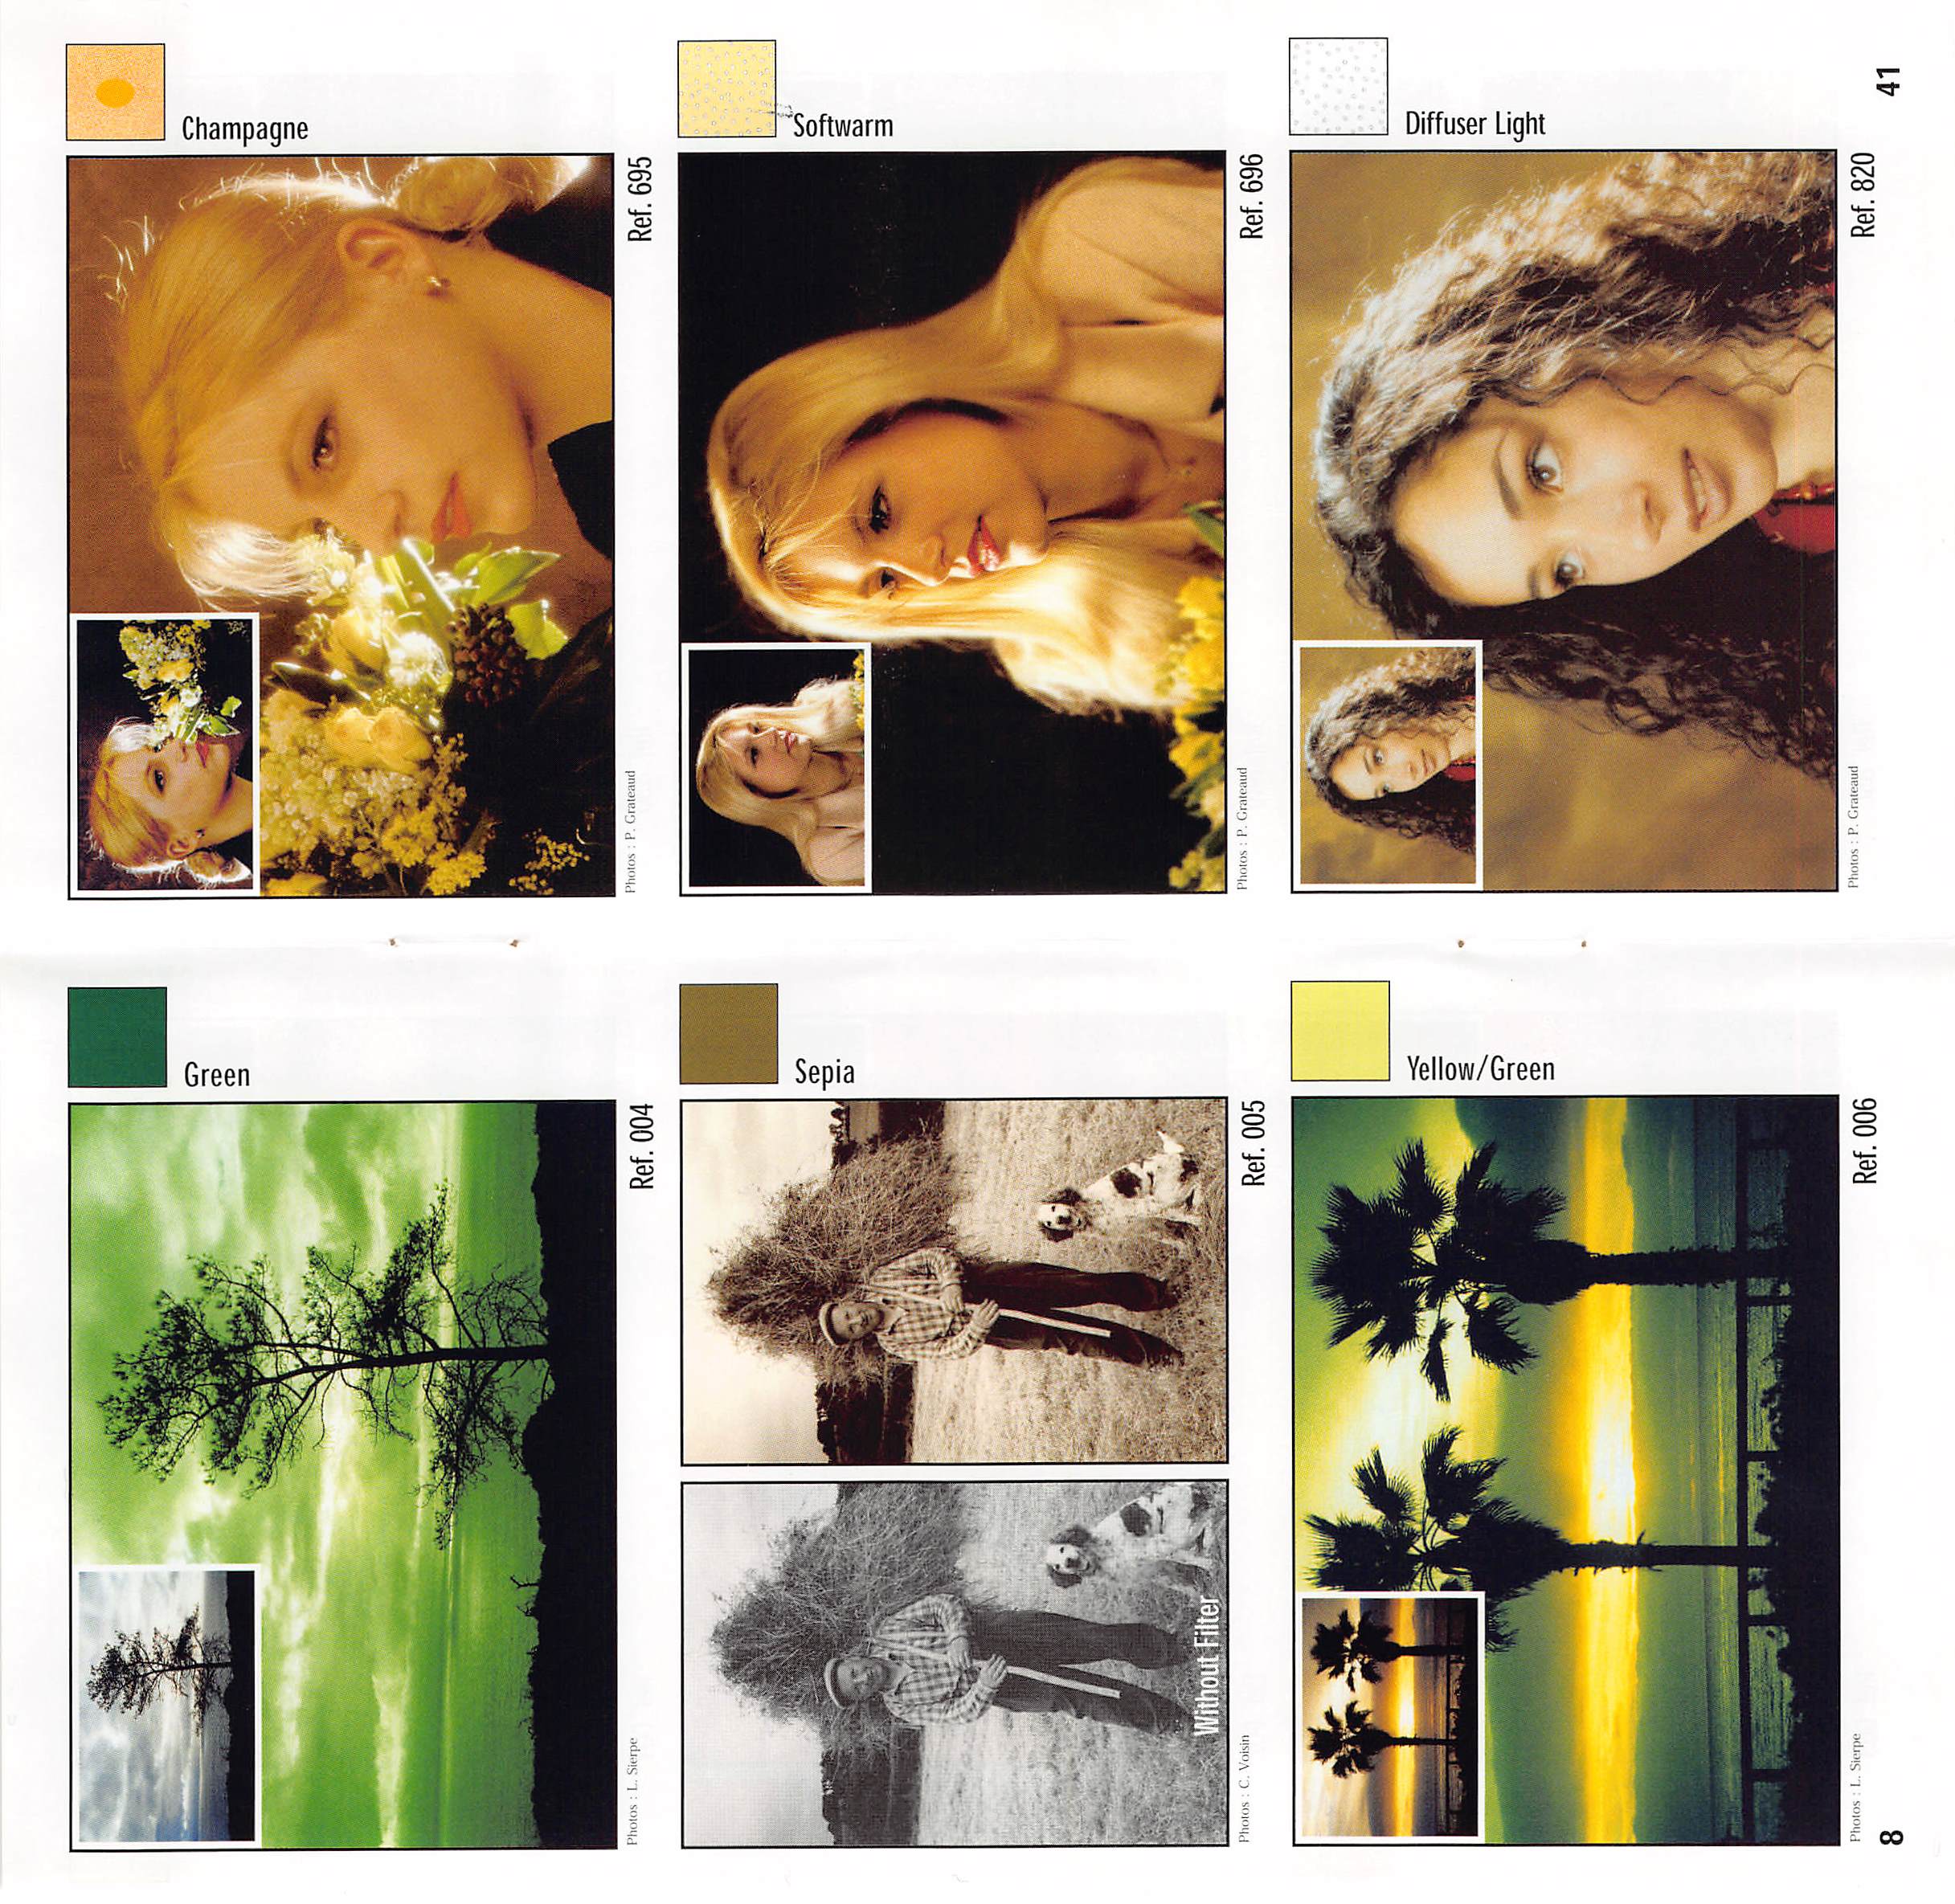 Champagne
Ref. 695
Photos : P. Grateaud
Softwarm
Ref. 696
Photos : P. Grateaud
Diffuser Light
Ref. 820
Photos : P. Grateaud
41
Green
Ref. 004
Photos : L. Sierpe
Sepia
Ref. 005
Without Filter
Photos : C. Voisin
Yellow/Green
Ref. 006
Photos : L. Sierpe
8